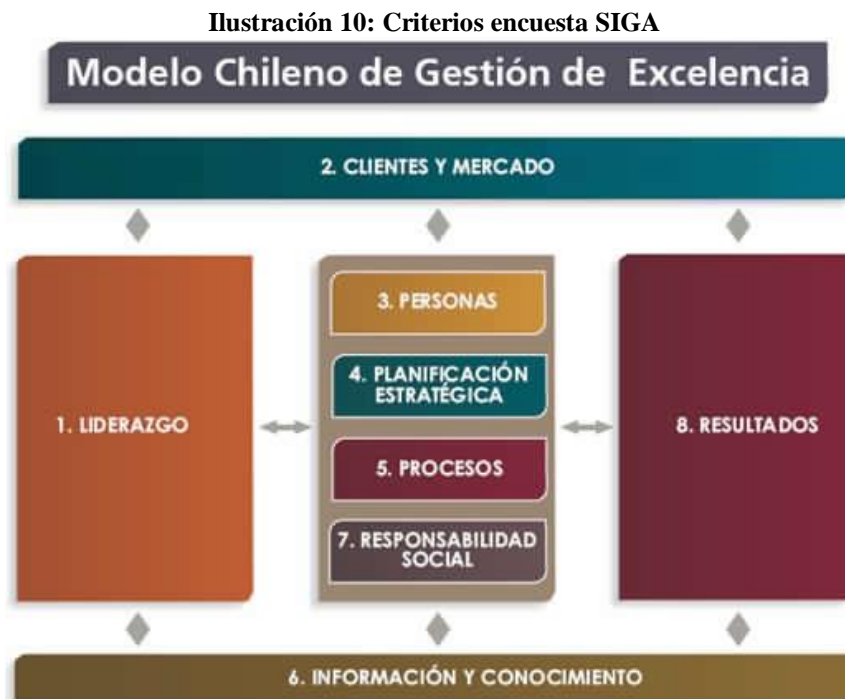 Ilustración 10: Criterios encuesta SIGA
Modelo Chileno de Gestión de Excelencia
2. CLIENTES Y MERCADO
1. LIDERAZGO
3. PERSONAS
4. PLANIFICACIÓN
ESTRATÉGICA
5. PROCESOS
7. RESPONSABILIDAD
SOCIAL
8. RESULTADOS
6. INFORMACIÓN Y CONOCIMIENTO